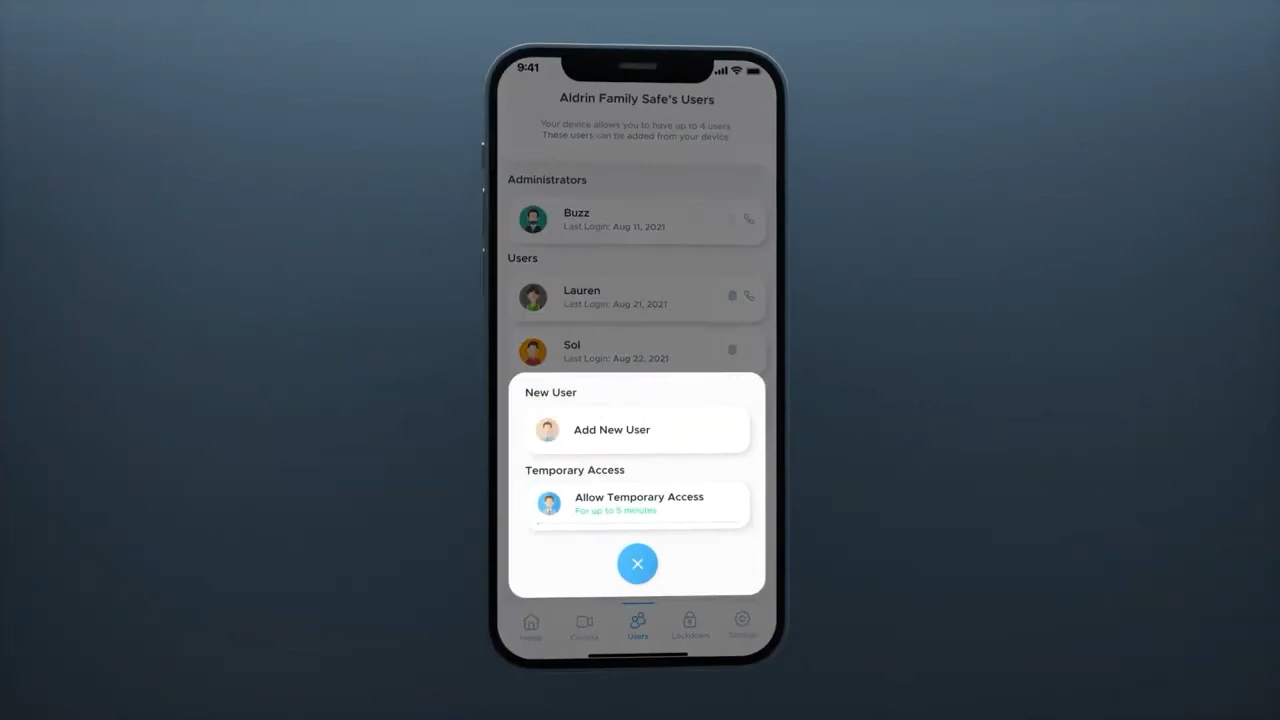 9:41
Aldrin Family Safe's Users
Your device allows you to have up to 4 users.
These users can be added from your device
Administrators
Buzz
Last Login: Aug 11, 2021
Users
Lauren
Last Login: Aug 21, 2021
Sol
Last Login: Aug 22, 2021
New User
Add New User
Temporary Access
Allow Temporary Access
For up to 5 minutes
Home
Camera
Users
Lockdown
Settings